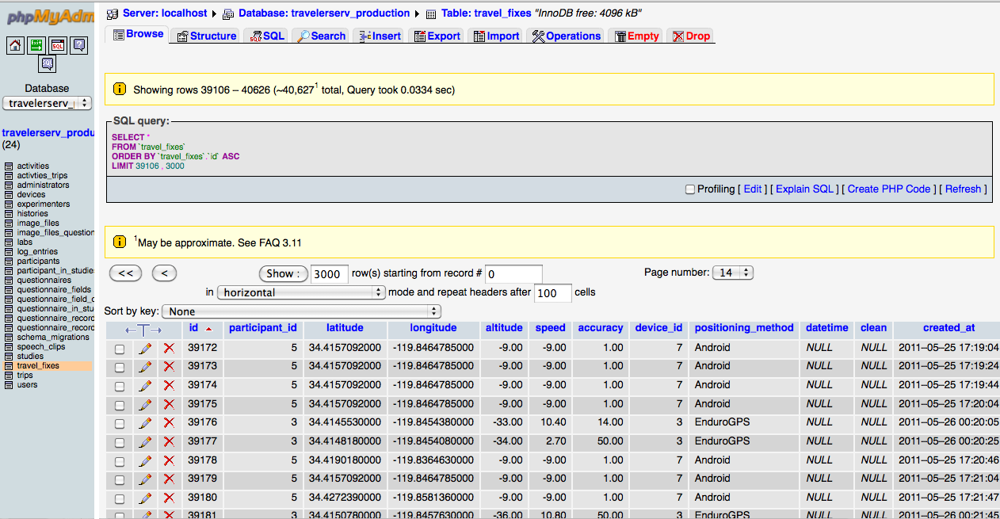 phpMyAdm
Server: localhost Database: travelerserv_production Table: travel_fixes "InnoDB free: 4096 kB"
Browse Structure SQL Search Insert Export Import Operations Empty Drop
SQL
SQL
Database
travelerserv_
travelerserv_produ
(24)
activities
activties_trips
administrators
devices
experimenters
histories
image_files
image_files_question
labs
log_entries
participants
participant_in_studie
questionnaires
questionnaire_fields
questionnaire_field_o
questionnaire_in_stu
questionnaire_record
questionnaire_record
schema_migrations
speech_clips
studies
travel_fixes
trips
users
Showing rows 39106 – 40626 (~40,627¹ total, Query took 0.0334 sec)
SQL query:
SELECT *
FROM `travel_fixes`
ORDER BY `travel_fixes`.`id` ASC
LIMIT 39106 , 3000
Profiling [ Edit ] [ Explain SQL ] [ Create PHP Code ] [ Refresh ]
¹May be approximate. See FAQ 3.11
<< < Show : 3000 row(s) starting from record # 0 Page number: 14
in horizontal mode and repeat headers after 100 cells
Sort by key: None
←T→ id participant_id latitude longitude altitude speed accuracy device_id positioning_method datetime clean created_at
39172 5 34.4157092000 -119.8464785000 -9.00 -9.00 1.00 7 Android NULL NULL 2011-05-25 17:19:04
39173 5 34.4157092000 -119.8464785000 -9.00 -9.00 1.00 7 Android NULL NULL 2011-05-25 17:19:24
39174 5 34.4157092000 -119.8464785000 -9.00 -9.00 1.00 7 Android NULL NULL 2011-05-25 17:19:44
39175 5 34.4157092000 -119.8464785000 -9.00 -9.00 1.00 7 Android NULL NULL 2011-05-25 17:20:04
39176 3 34.4145530000 -119.8454380000 -33.00 10.40 14.00 3 EnduroGPS NULL NULL 2011-05-26 00:20:05
39177 3 34.4148180000 -119.8454080000 -34.00 2.70 50.00 3 EnduroGPS NULL NULL 2011-05-26 00:20:25
39178 5 34.4190180000 -119.8364630000 -9.00 -9.00 1.00 7 Android NULL NULL 2011-05-25 17:20:46
39179 5 34.4157092000 -119.8464785000 -9.00 -9.00 1.00 7 Android NULL NULL 2011-05-25 17:21:04
39180 5 34.4272390000 -119.8581360000 -9.00 -9.00 1.00 7 Android NULL NULL 2011-05-25 17:21:47
39181 3 34.4150780000 -119.8457630000 -36.00 10.80 50.00 3 EnduroGPS NULL NULL 2011-05-26 00:21:45